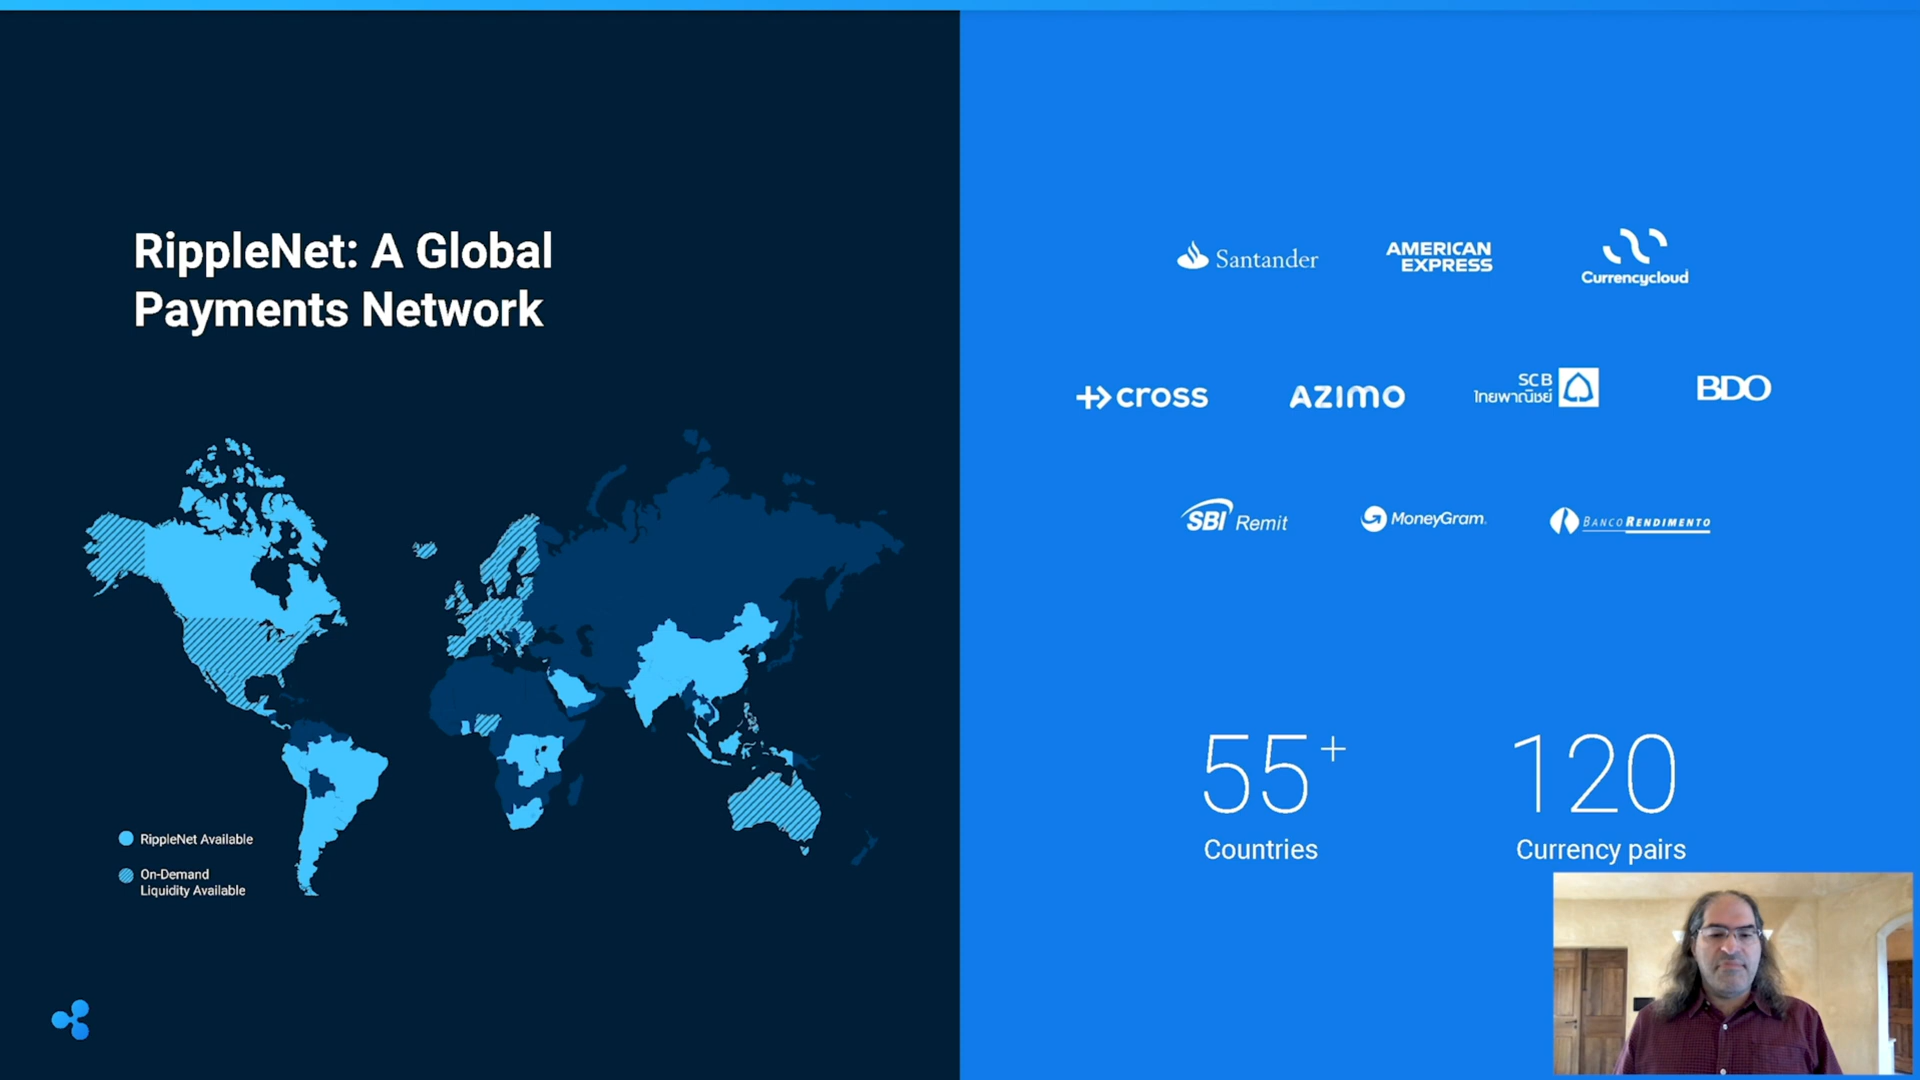 RippleNet: A Global
Payments Network
RippleNet Available
On-Demand
Liquidity Available
Santander
AMERICAN
EXPRESS
Currencycloud
cross
AZIMO
SCB
ไทยพาณิชย์
BDO
SBI Remit
MoneyGram.
BANCO RENDIMENTO
55+
Countries
120
Currency pairs